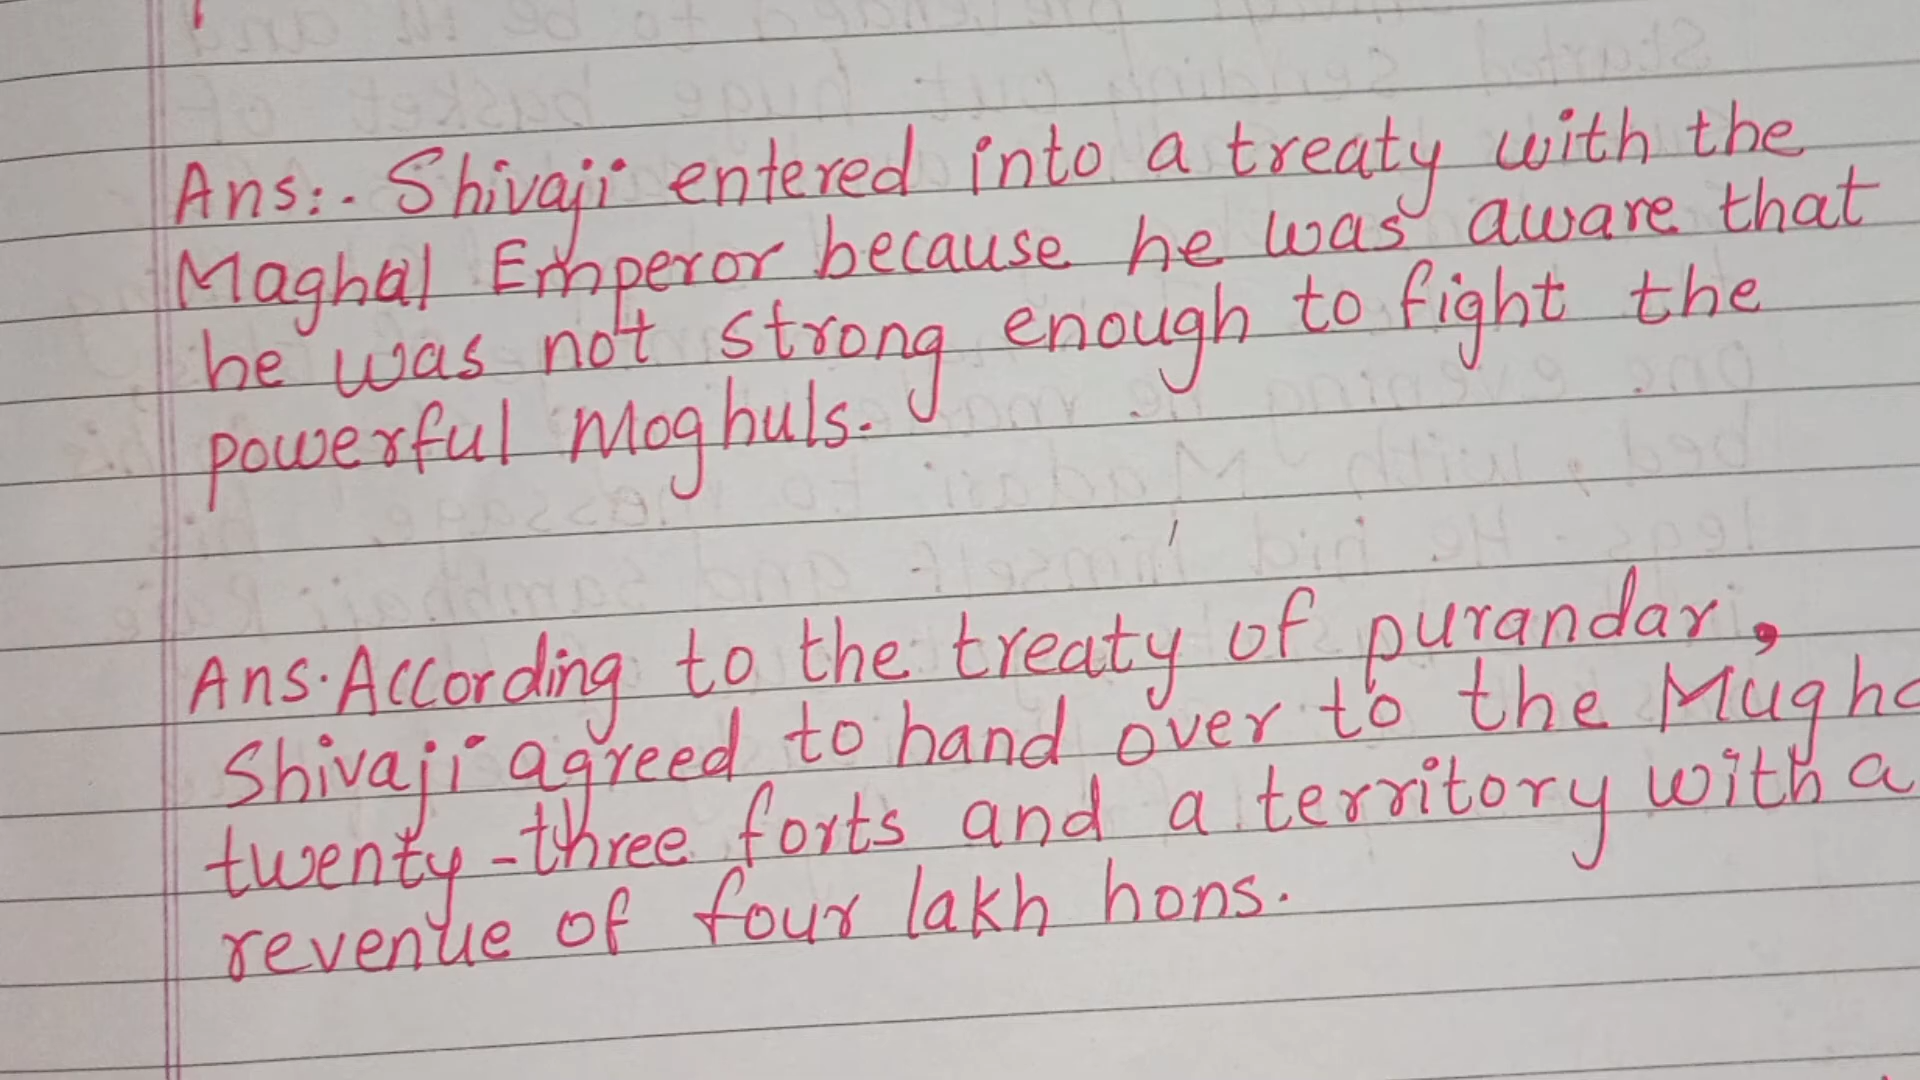 Ans:- Shivaji entered into a treaty with the
Maghal Emperor because he was aware that
he was not strong enough to fight the
powerful Moghuls.
Ans. According to the treaty of purandar,
Shivaji agreed to hand over to the
twenty-three forts and a territory with a
revenue of four lakh hons.